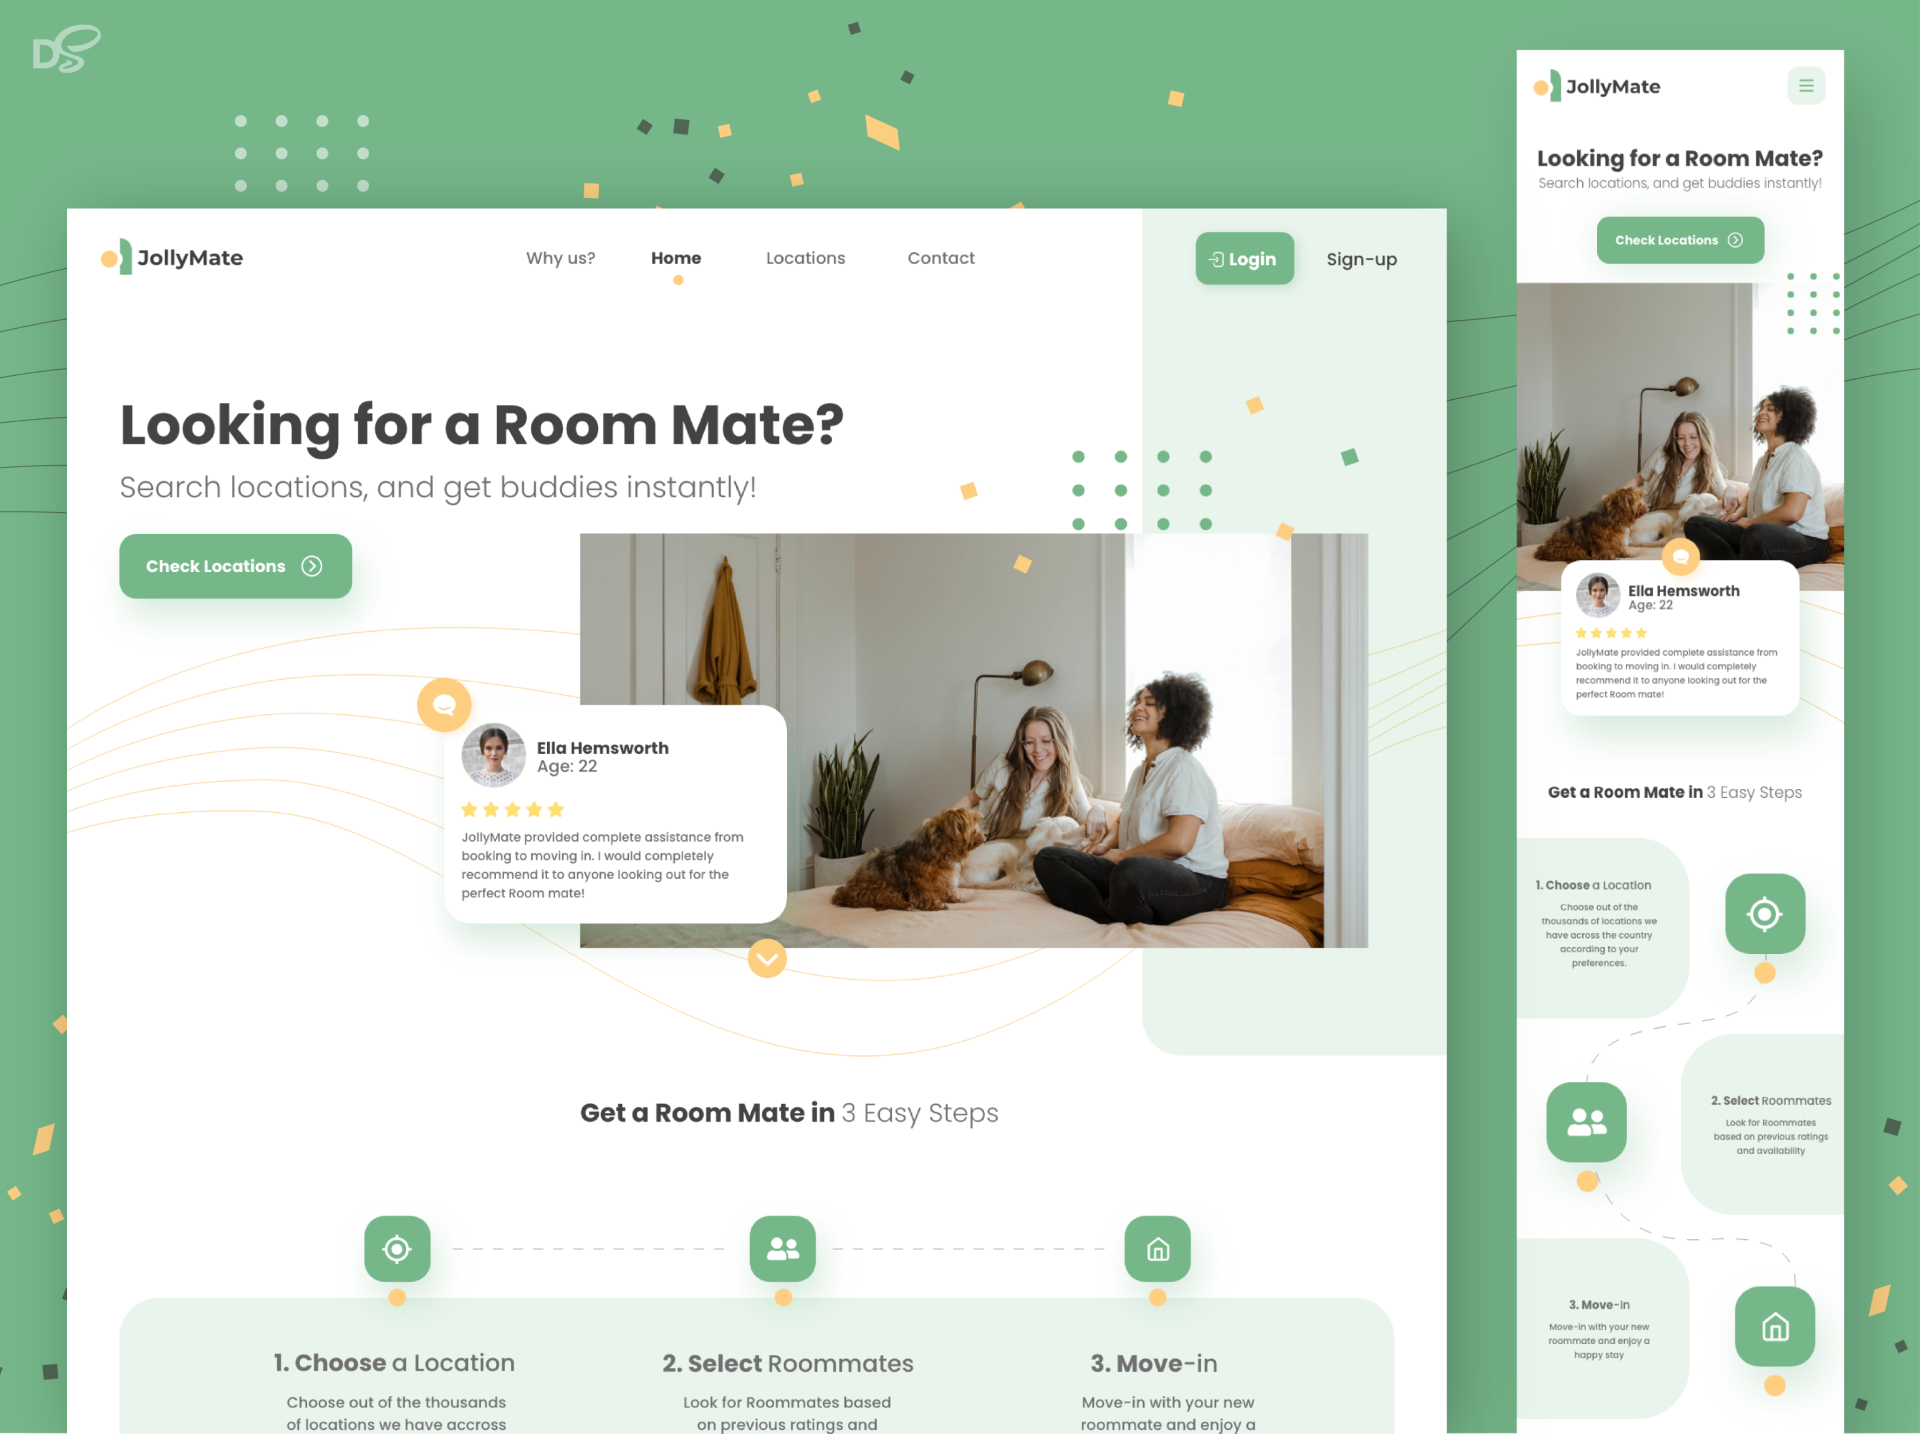 DS
JollyMate
Why us?
Home
Locations
Contact
Login
Sign-up
Looking for a Room Mate?
Search locations, and get buddies instantly!
Check Locations
Ella Hemsworth
Age: 22
JollyMate provided complete assistance from
booking to moving in. I would completely
recommend it to anyone looking out for the
perfect Room mate!
Get a Room Mate in 3 Easy Steps
1. Choose a Location
Choose out of the thousands
of locations we have accross
2. Select Roommates
Look for Roommates based
on previous ratings and
3. Move-in
Move-in with your new
roommate and enjoy a
JollyMate
Looking for a Room Mate?
Search locations, and get buddies instantly!
Check Locations
Ella Hemsworth
Age: 22
JollyMate provided complete assistance from
booking to moving in. I would completely
recommend it to anyone looking out for the
perfect Room mate!
Get a Room Mate in 3 Easy Steps
1. Choose a Location
Choose out of the
thousands of locations we
have across the country
according to your
preferences.
2. Select Roommates
Look for Roommates
based on previous ratings
and availability
3. Move-in
Move-in with your new
roommate and enjoy a
happy stay